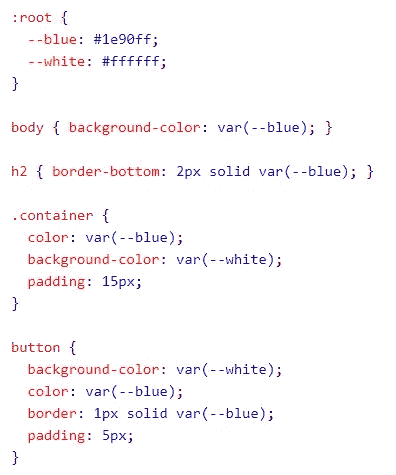 :root {
  --blue: #1e90ff;
  --white: #ffffff;
}

body { background-color: var(--blue); }

h2 { border-bottom: 2px solid var(--blue); }

.container {
  color: var(--blue);
  background-color: var(--white);
  padding: 15px;
}

button {
  background-color: var(--white);
  color: var(--blue);
  border: 1px solid var(--blue);
  padding: 5px;
}